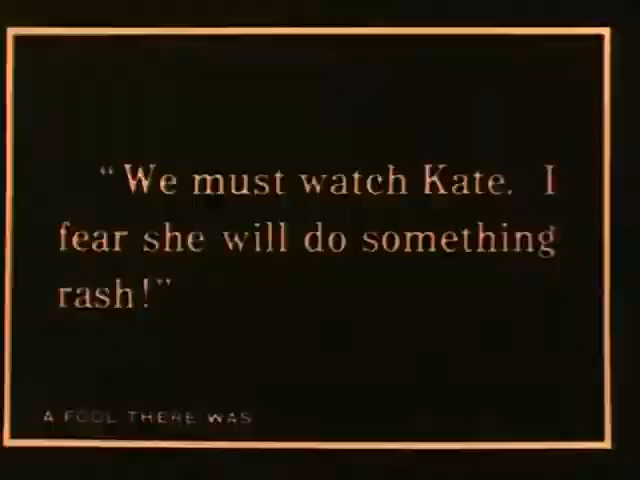 "We must watch Kate. I
fear she will do something
rash!"
A FOOL THERE WAS